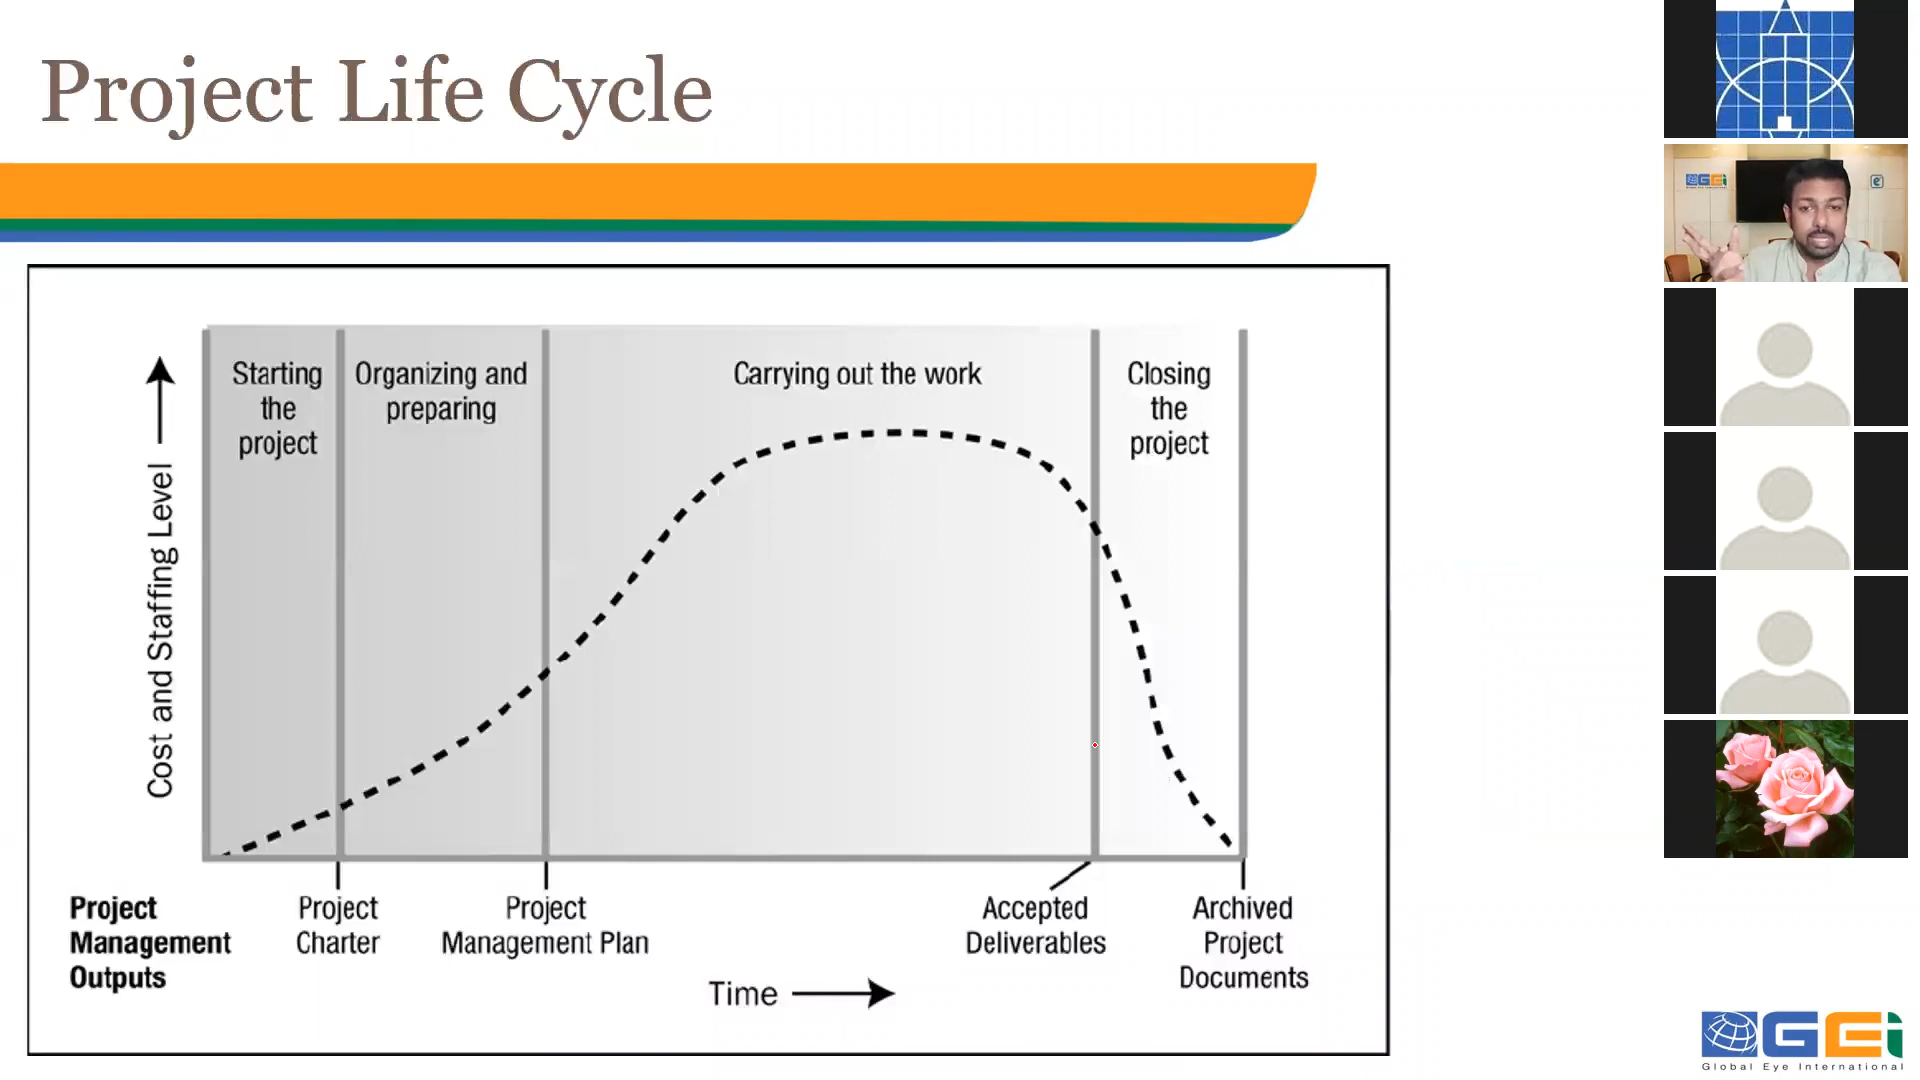 Project Life Cycle
Starting
the
project
Organizing and
preparing
Carrying out the work
Closing
the
project
Cost and Staffing Level
Project
Management
Outputs
Project
Charter
Project
Management Plan
Accepted
Deliverables
Archived
Project
Documents
Time
GEi
GEi
Global Eye International